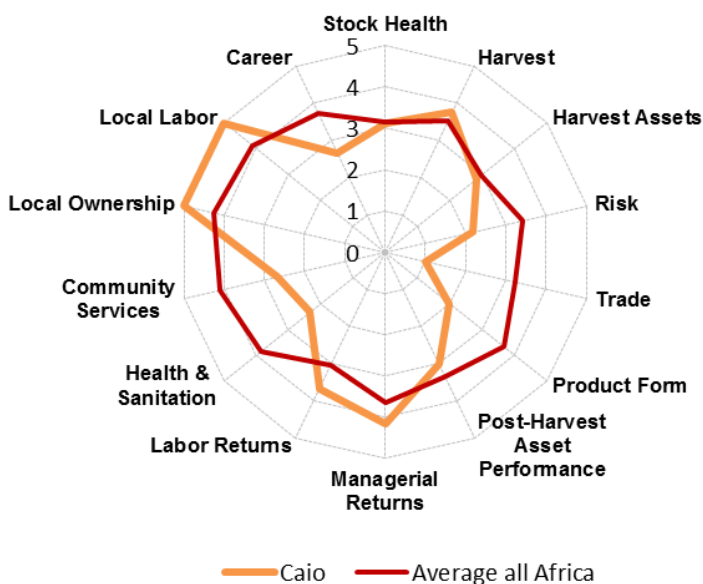 Stock Health
Harvest
Harvest Assets
Risk
Trade
Product Form
Post-Harvest
Asset
Performance
Managerial
Returns
Labor Returns
Health &
Sanitation
Community
Services
Local Ownership
Local Labor
Career
5
4
3
2
1
0
Caio
Average all Africa